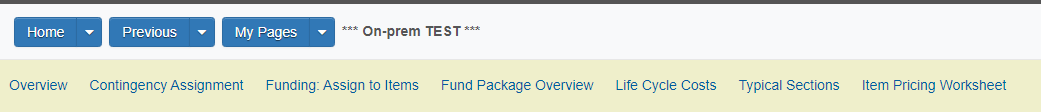 Home Previous My Pages *** On-prem TEST ***
Overview Contingency Assignment Funding: Assign to Items Fund Package Overview Life Cycle Costs Typical Sections Item Pricing Worksheet